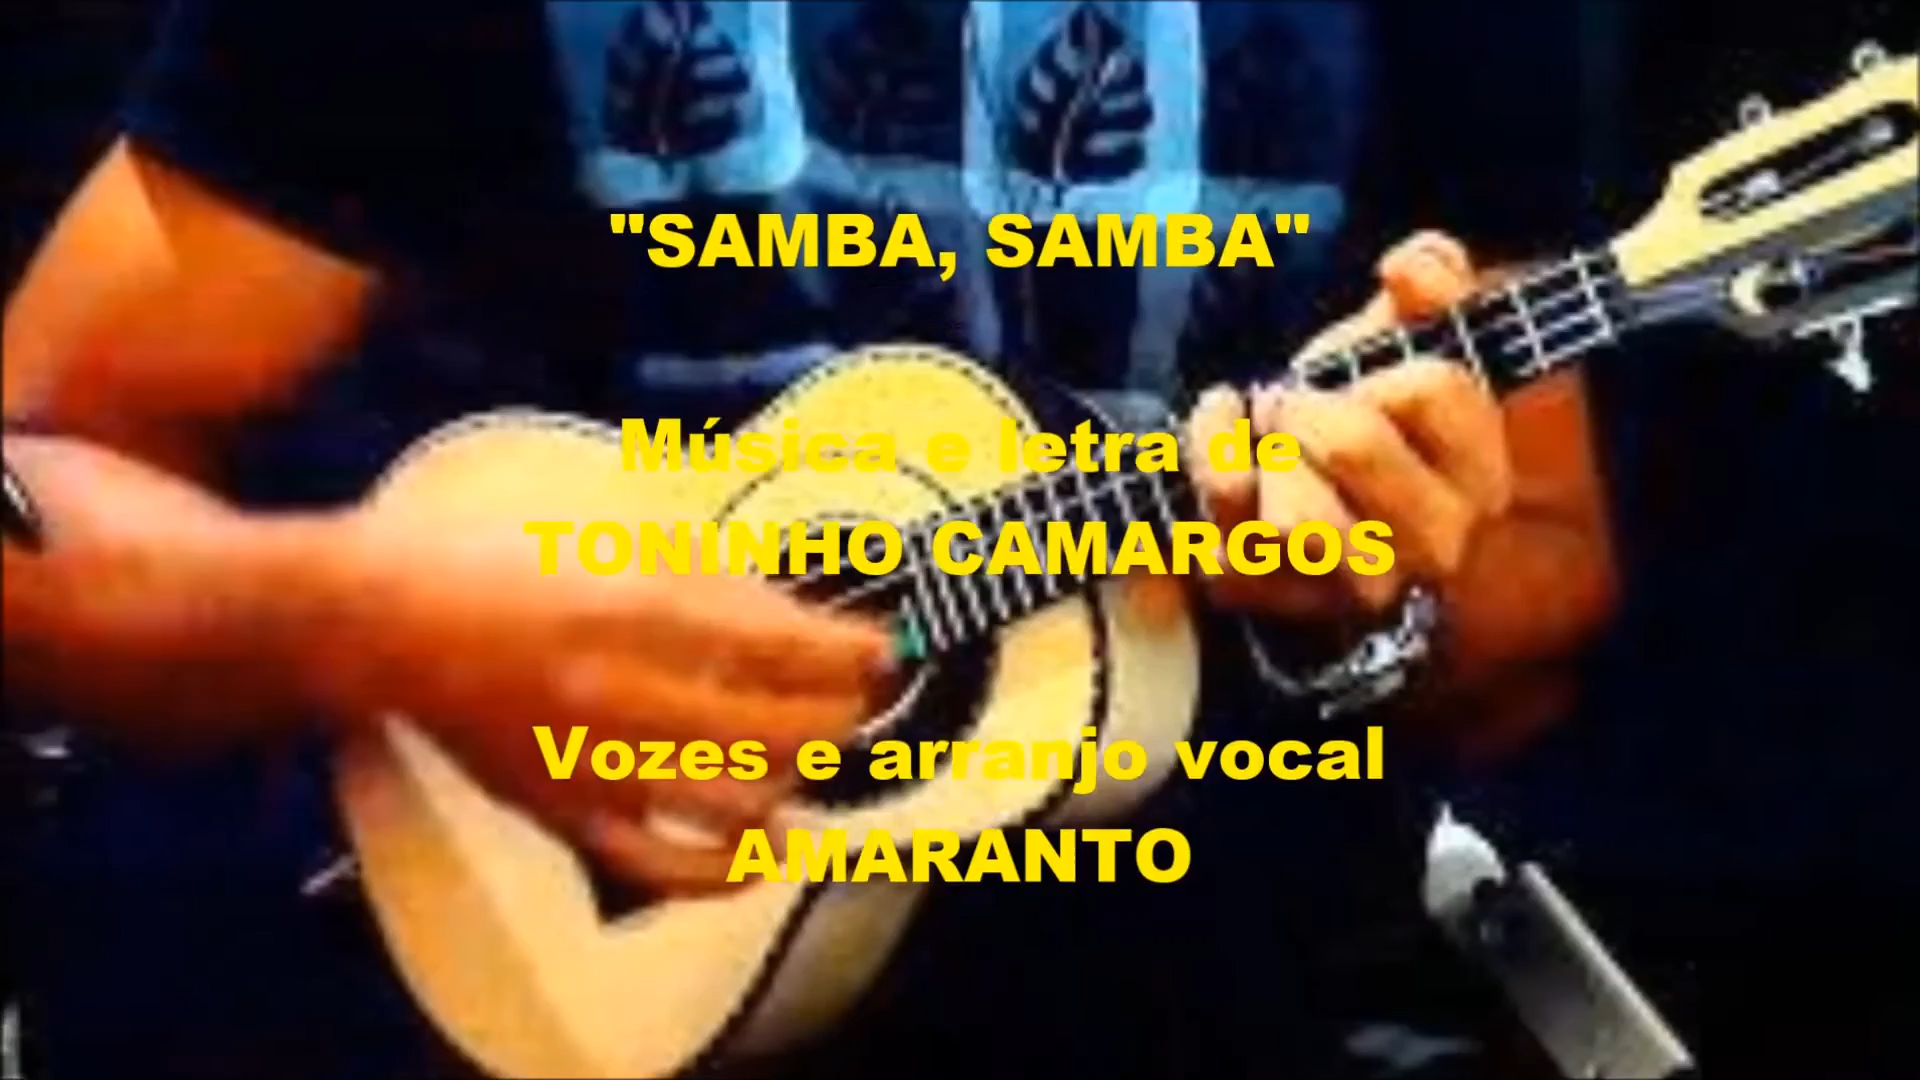 "SAMBA, SAMBA"
Música e letra de
TONINHO CAMARGOS
Vozes e arranjo vocal
AMARANTO